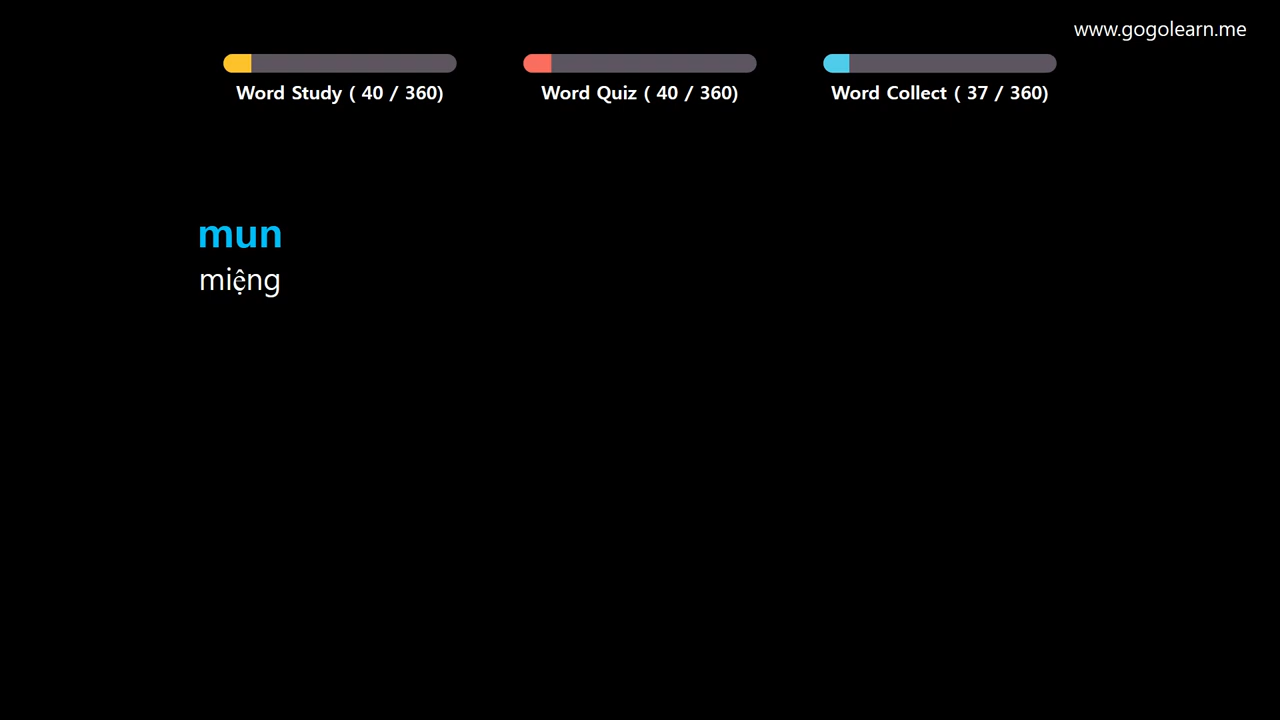 www.gogolearn.me
Word Study ( 40 / 360)
Word Quiz ( 40 / 360)
Word Collect ( 37 / 360)
mun
miệng